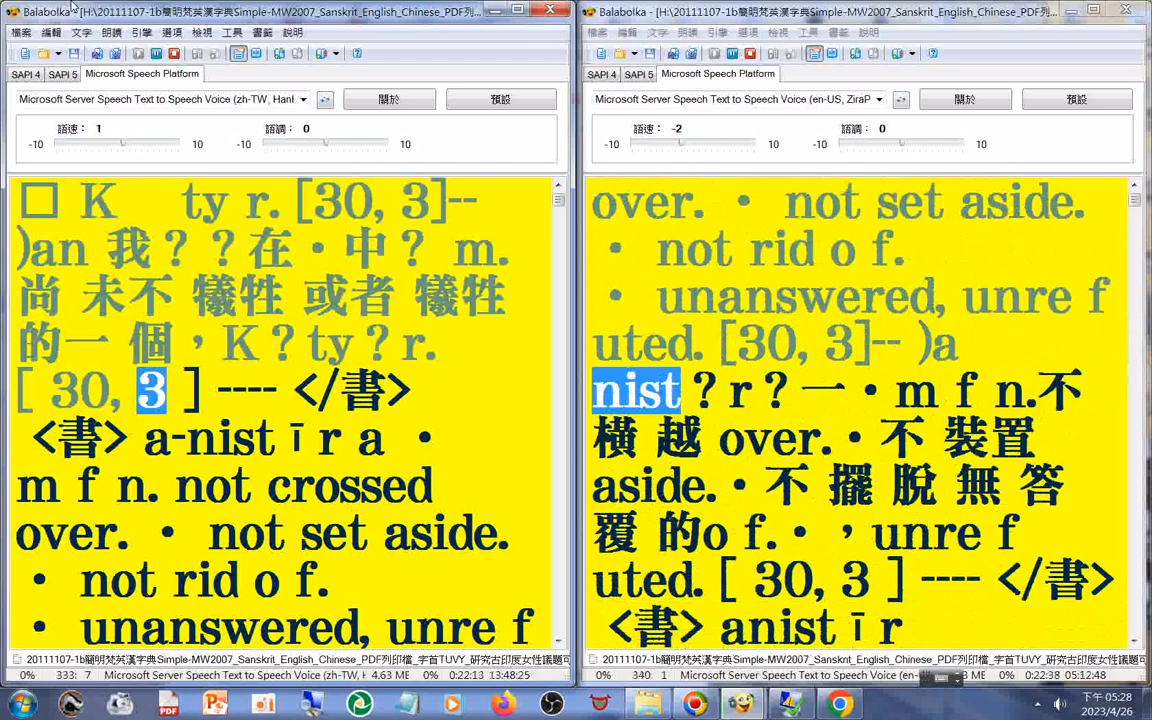 Balabolka - [H:\20111107-1b簡明梵英漢字典Simple-MW2007_Sanskrit_English_Chinese_PDF列...
檔案 編輯 文字 朗讀 引擎 選項 檢視 工具 書籤 說明
SAPI 4 SAPI 5 Microsoft Speech Platform
Microsoft Server Speech Text to Speech Voice (zh-TW, HanH 關於 預設
語速: 1 語調: 0
-10 10 -10 10
□ K ty r. [30, 3]--
)an 我？？在・中？ m.
尚 未不 犧牲 或者 犧牲
的一 個，K？ty？r.
[ 30, 3 ] ---- </書>
<書> a-nist ī r a •
m f n. not crossed
over. • not set aside.
• not rid o f.
• unanswered, unre f
20111107-1b簡明梵英漢字典Simple-MW2007_Sanskrit_English_Chinese_PDF列印檔_字首TUVY_研究古印度女性議題可
0% 333: 7 Microsoft Server Speech Text to Speech Voice (zh-TW, H 4.63 ME 0% 0:22:13 13:48:25
Balabolka - [H:\20111107-1b簡明梵英漢字典Simple-MW2007_Sanskrit_English_Chinese_PDF列印...
檔案 編輯 文字 朗讀 引擎 選項 檢視 工具 書籤 說明
SAPI 4 SAPI 5 Microsoft Speech Platform
Microsoft Server Speech Text to Speech Voice (en-US, ZiraP 關於 預設
語速: -2 語調: 0
-10 10 -10 10
over. • not set aside.
• not rid o f.
• unanswered, unre f
uted. [30, 3]-- )a
nist ？r？一・m f n.不
橫 越 over.・不 裝置
aside.・不 擺 脫 無 答
覆 的o f.・，unre f
uted. [ 30, 3 ] ---- </書>
<書> anist ī r
20111107-1b簡明梵英漢字典Simple-MW2007_Sanskrit_English_Chinese_PDF列印檔_字首TUVY_研究古印度女性議題可
0% 340: 1 Microsoft Server Speech Text to Speech Voice (en-US, ME 0% 0:22:38 05:12:48
下午 05:28
2023/4/26